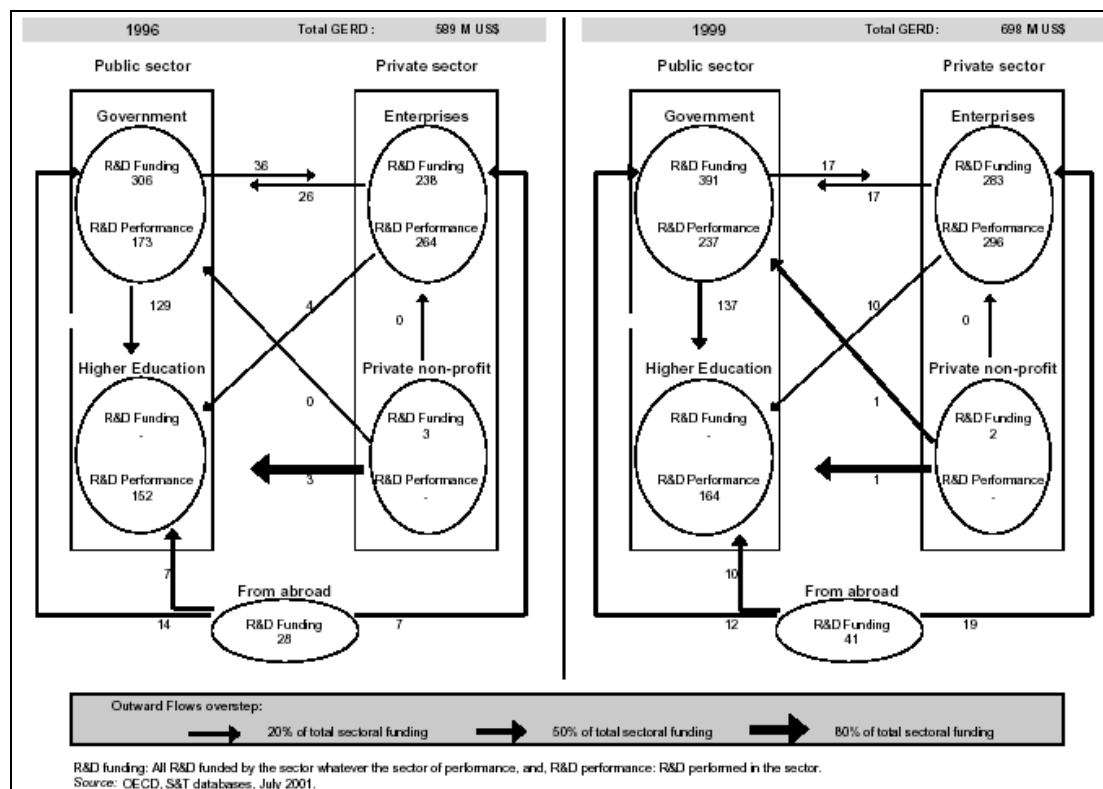 1996 Total GERD : 589 M US$
Public sector Private sector
Government Enterprises
R&D Funding 306
36
R&D Funding 238
26
R&D Performance 173
R&D Performance 264
129
4
0
Higher Education Private non-profit
R&D Funding -
0
R&D Funding 3
R&D Performance 152
3
R&D Performance -
7
From abroad
14
R&D Funding 28
7
1999 Total GERD: 698 M US$
Public sector Private sector
Government Enterprises
R&D Funding 391
17
R&D Funding 283
17
R&D Performance 237
R&D Performance 296
137
10
0
Higher Education Private non-profit
R&D Funding -
1
R&D Funding 2
R&D Performance 164
1
R&D Performance -
10
From abroad
12
R&D Funding 41
19
Outward Flows overstep:
20% of total sectoral funding 50% of total sectoral funding 80% of total sectoral funding
R&D funding: All R&D funded by the sector whatever the sector of performance, and, R&D performance: R&D performed in the sector.
Source: OECD, S&T databases, July 2001.